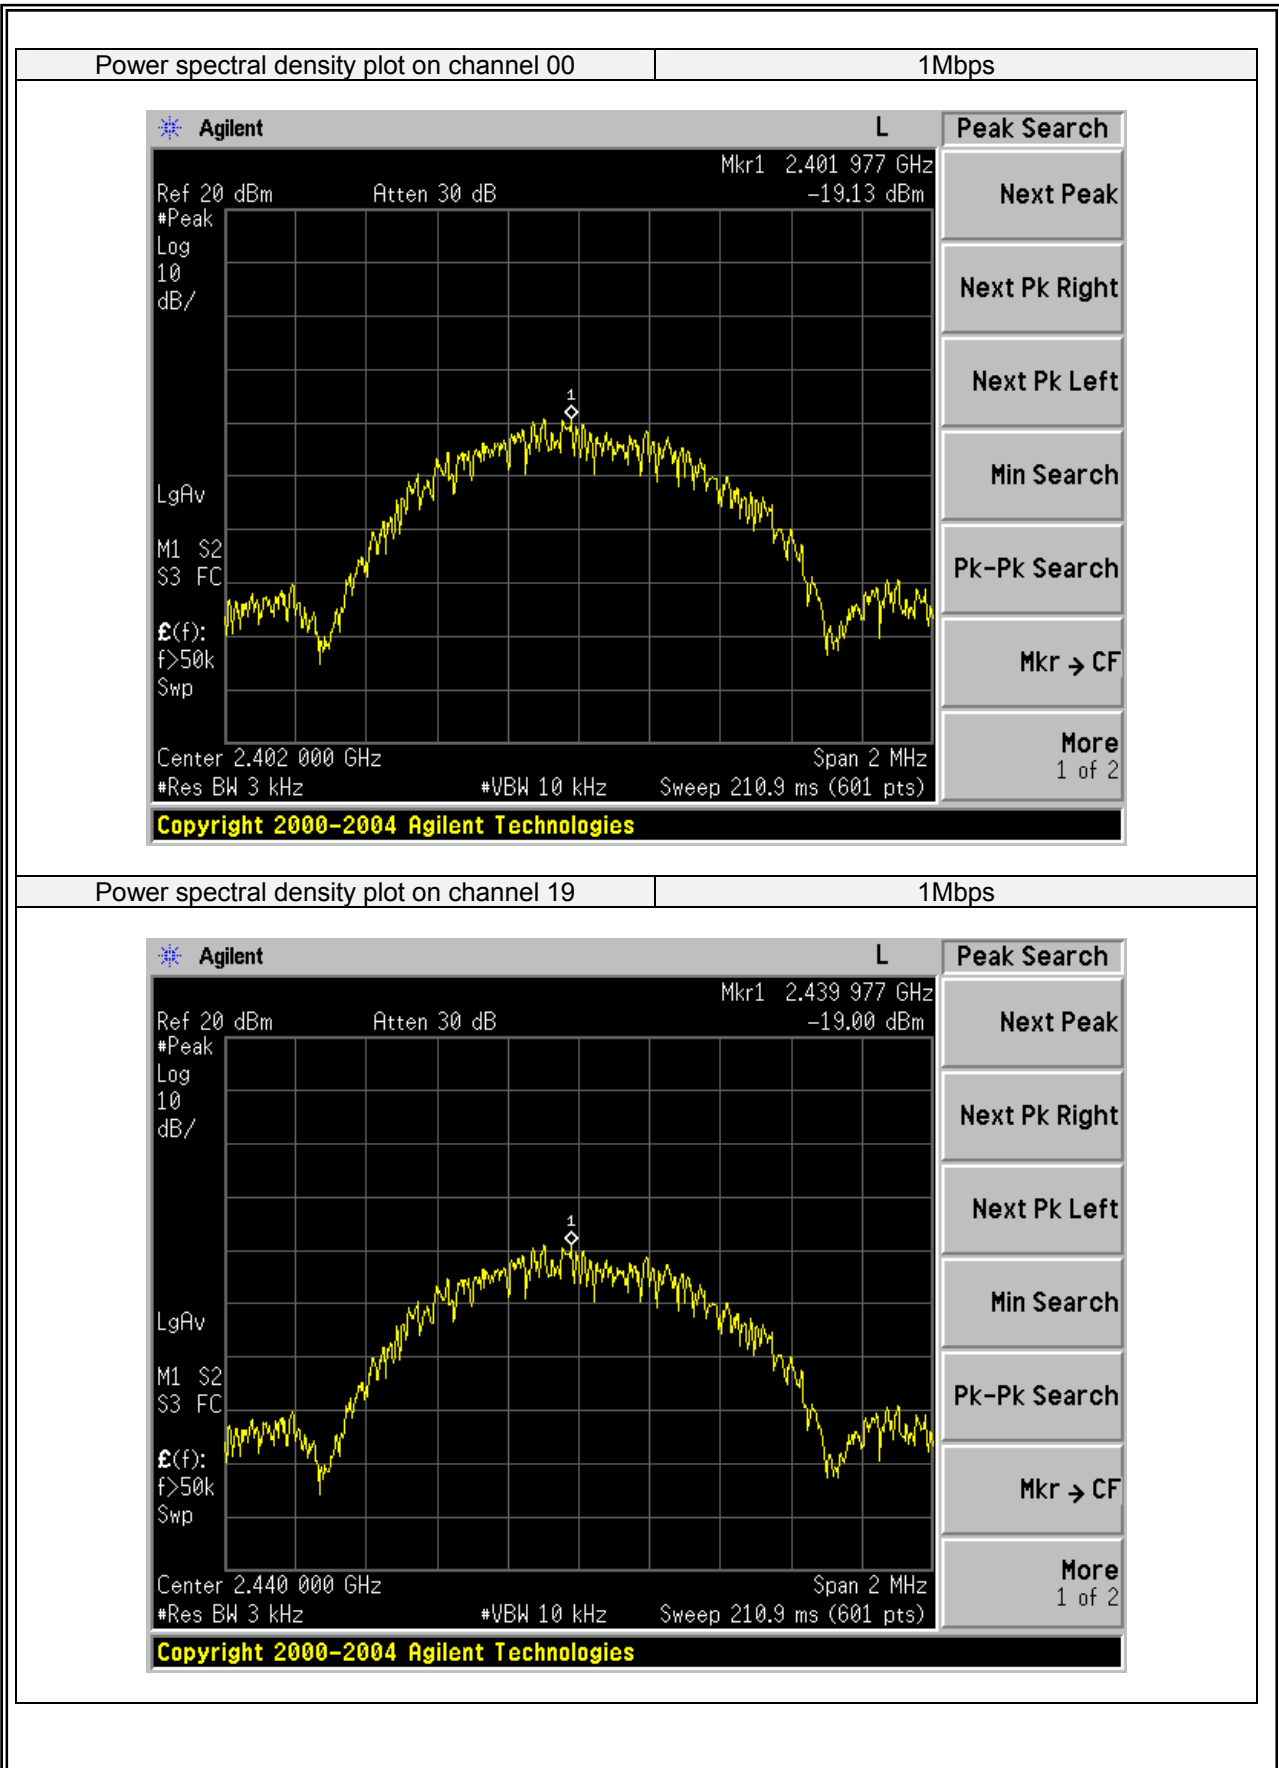 Power spectral density plot on channel 00 1Mbps
Agilent L Peak Search
Mkr1 2.401 977 GHz
Ref 20 dBm Atten 30 dB -19.13 dBm Next Peak
#Peak
Log
10
dB/ Next Pk Right
Next Pk Left
1
Min Search
LgAv
M1 S2
S3 FC Pk-Pk Search
£(f):
f>50k Mkr → CF
Swp
More
Center 2.402 000 GHz Span 2 MHz 1 of 2
#Res BW 3 kHz #VBW 10 kHz Sweep 210.9 ms (601 pts)
Copyright 2000-2004 Agilent Technologies
Power spectral density plot on channel 19 1Mbps
Agilent L Peak Search
Mkr1 2.439 977 GHz
Ref 20 dBm Atten 30 dB -19.00 dBm Next Peak
#Peak
Log
10
dB/ Next Pk Right
Next Pk Left
1
Min Search
LgAv
M1 S2
S3 FC Pk-Pk Search
£(f):
f>50k Mkr → CF
Swp
More
Center 2.440 000 GHz Span 2 MHz 1 of 2
#Res BW 3 kHz #VBW 10 kHz Sweep 210.9 ms (601 pts)
Copyright 2000-2004 Agilent Technologies